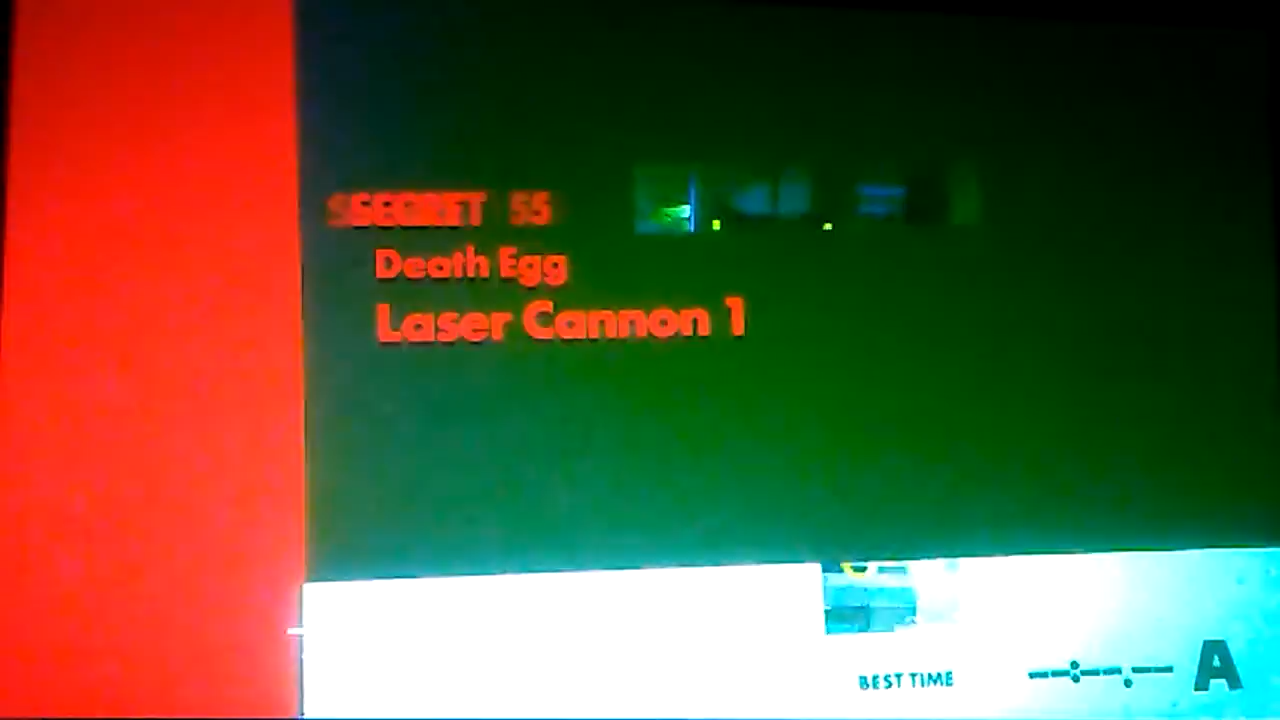 SECRET 55
Death Egg
Laser Cannon 1
BEST TIME --:--.-- A